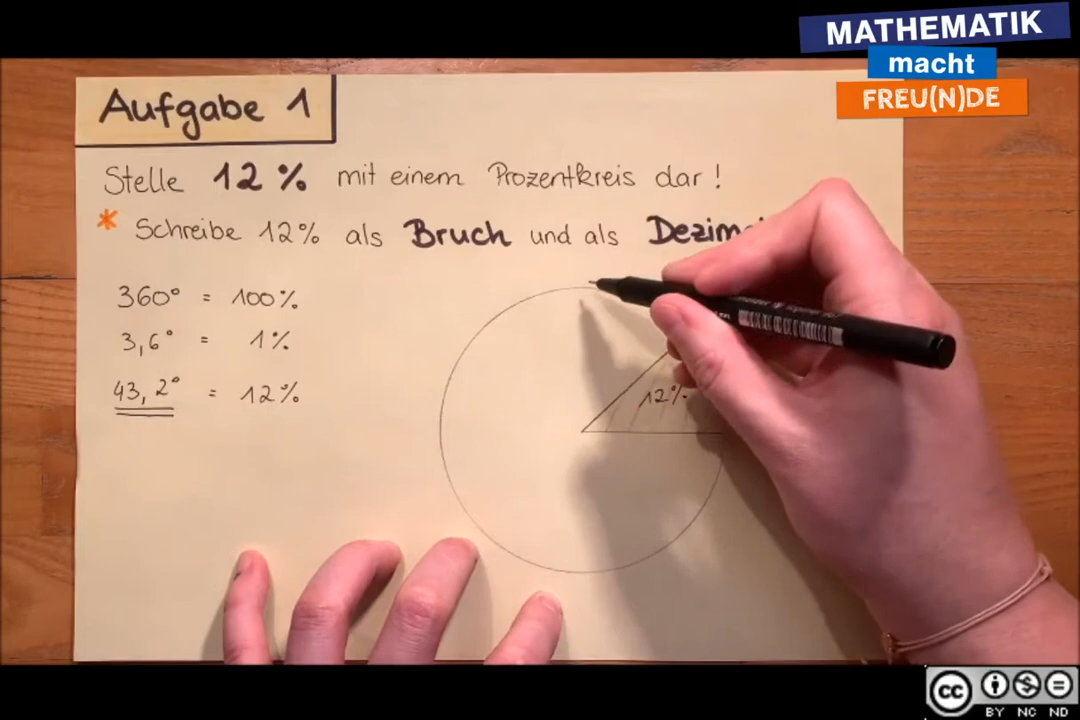 MATHEMATIK
macht
FREU(N)DE
Aufgabe 1
Stelle 12% mit einem Prozentkreis dar!
* Schreibe 12% als Bruch und als
360° = 100%
3,6° = 1%
43,2° = 12%
12%
cc
BY NC ND